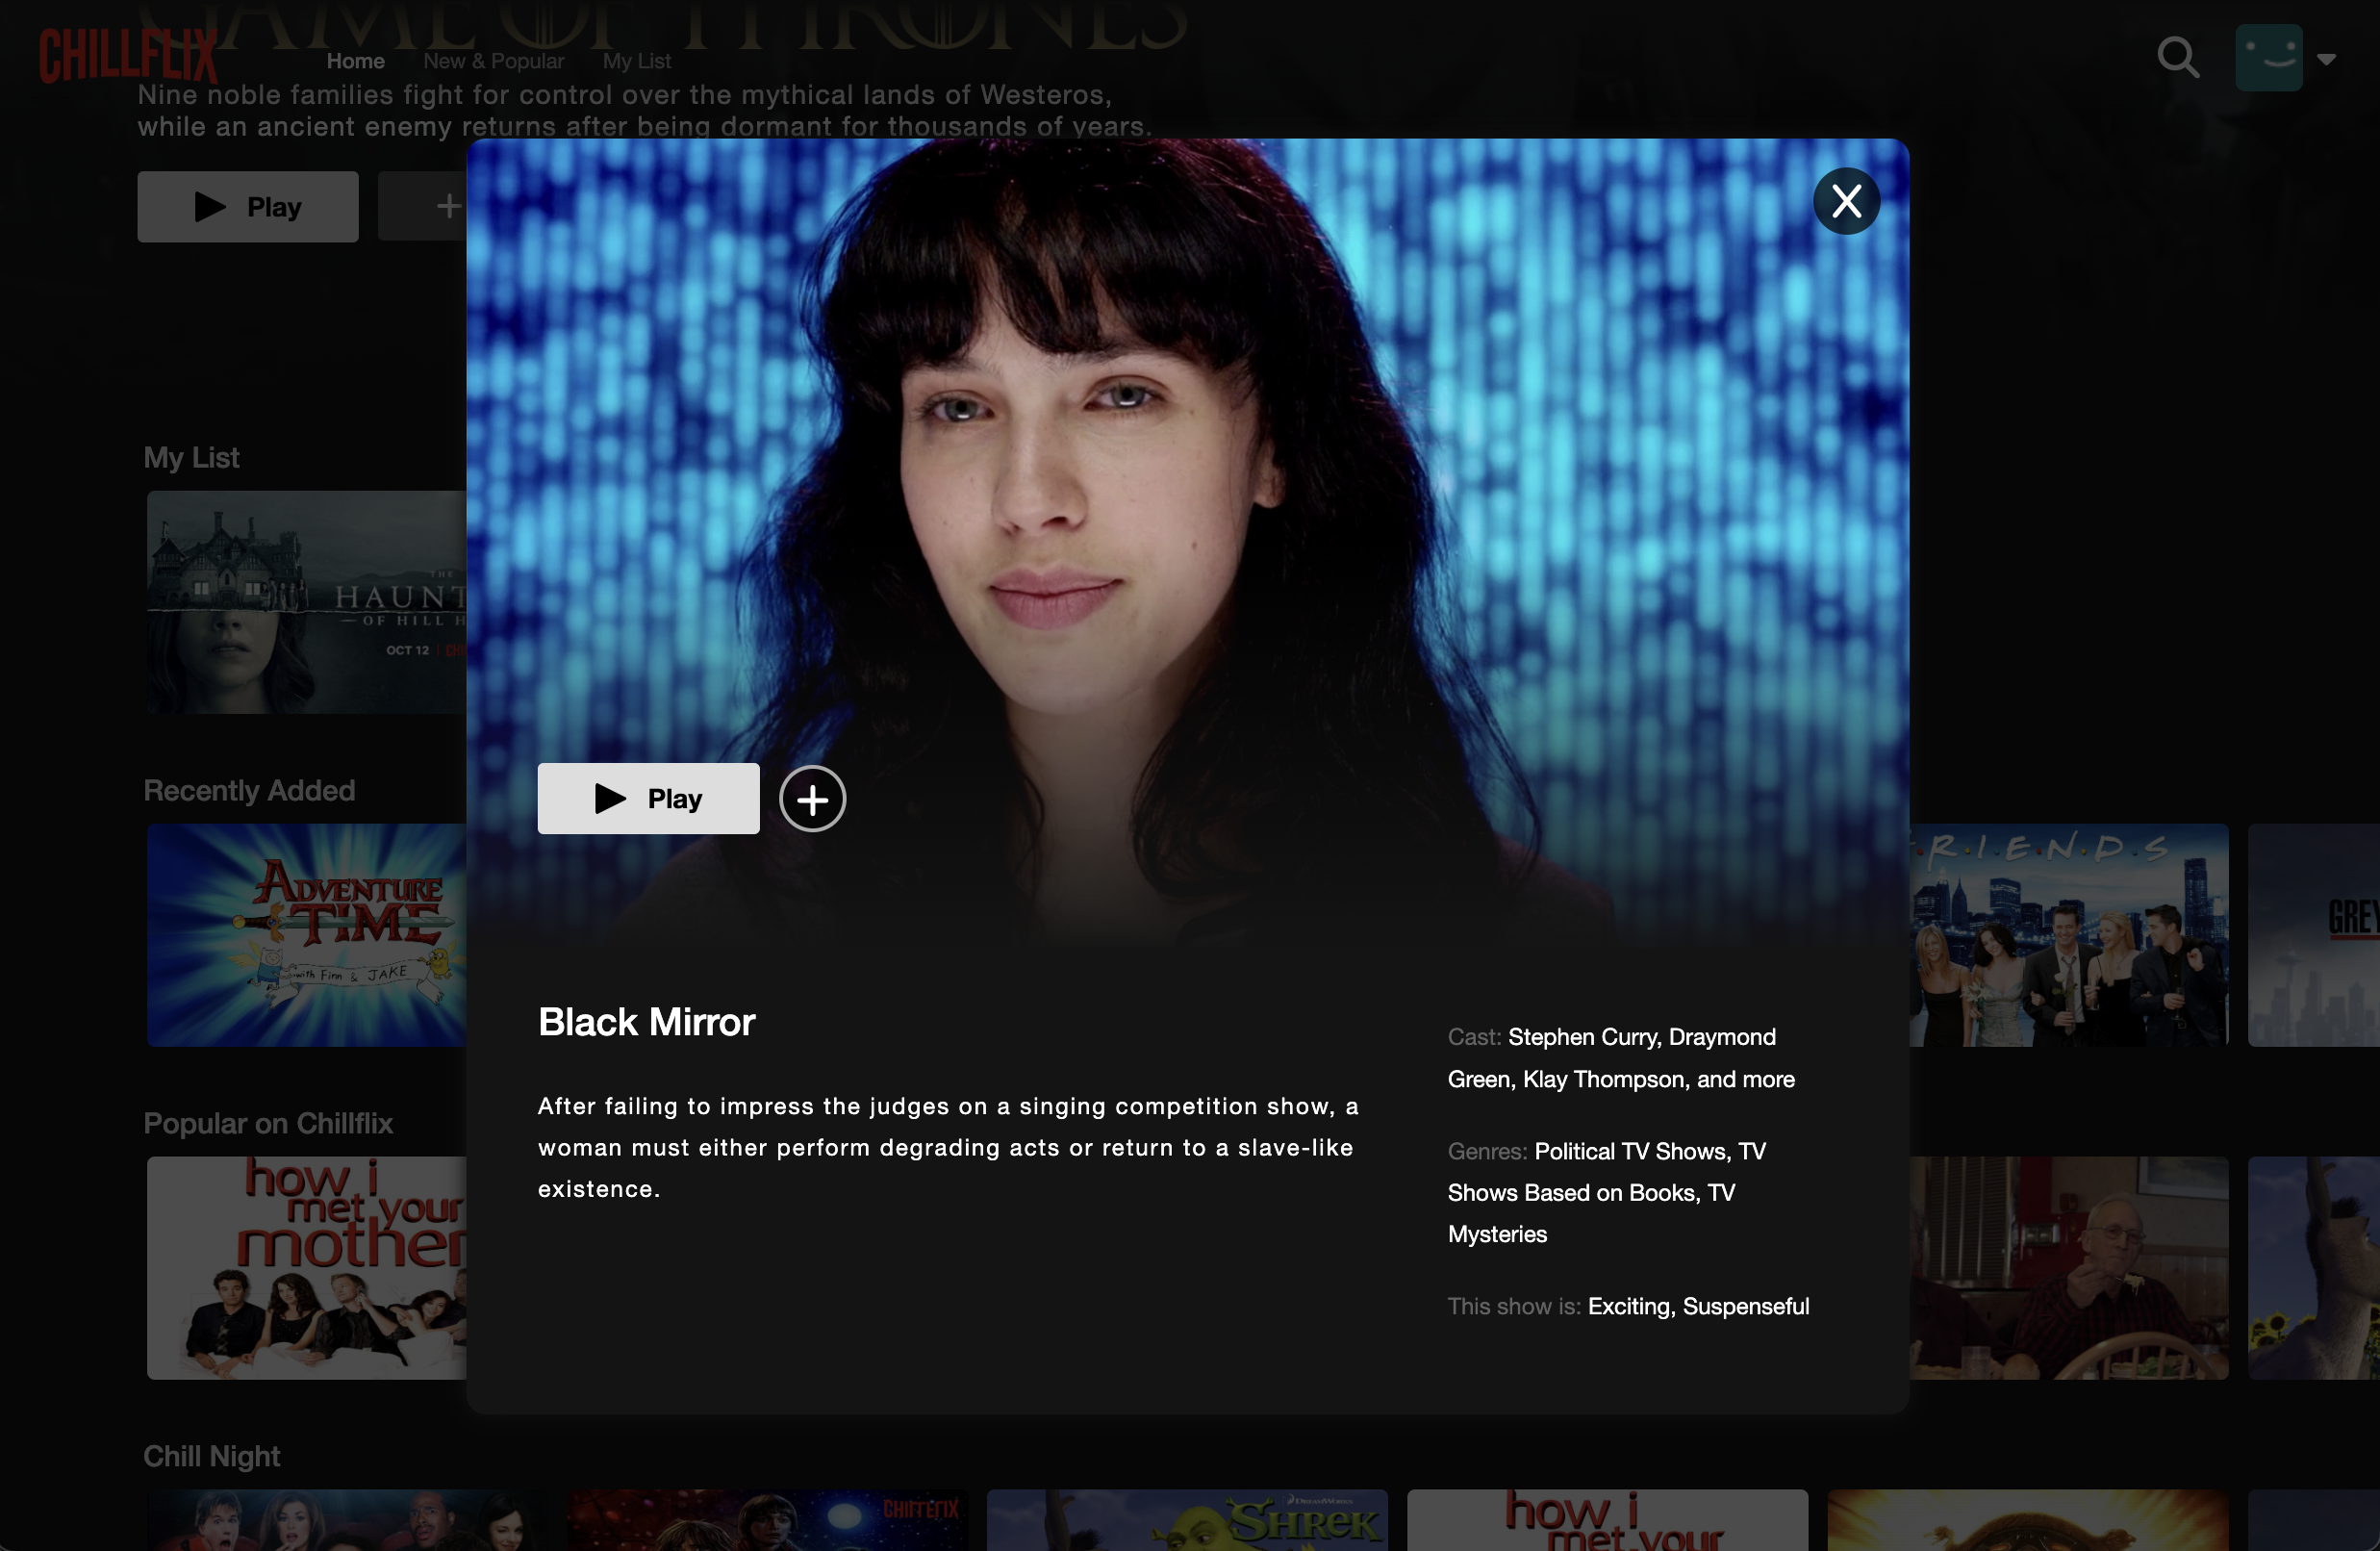 GAME OF THRONES
CHILLFLIX
Home New & Popular My List
Nine noble families fight for control over the mythical lands of Westeros,
while an ancient enemy returns after being dormant for thousands of years.
Play
X
My List
THE
HAUNT
OF HILL H
OCT 12
Play
Recently Added
ADVENTURE
TIME
with Finn & JAKE
F·R·I·E·N·D·S
GREY
Black Mirror
After failing to impress the judges on a singing competition show, a
woman must either perform degrading acts or return to a slave-like
existence.
Cast: Stephen Curry, Draymond
Green, Klay Thompson, and more
Genres: Political TV Shows, TV
Shows Based on Books, TV
Mysteries
This show is: Exciting, Suspenseful
Popular on Chillflix
how i
met your
mother
Chill Night
CHILLFLIX
DREAMWORKS
SHREK
how i
met your